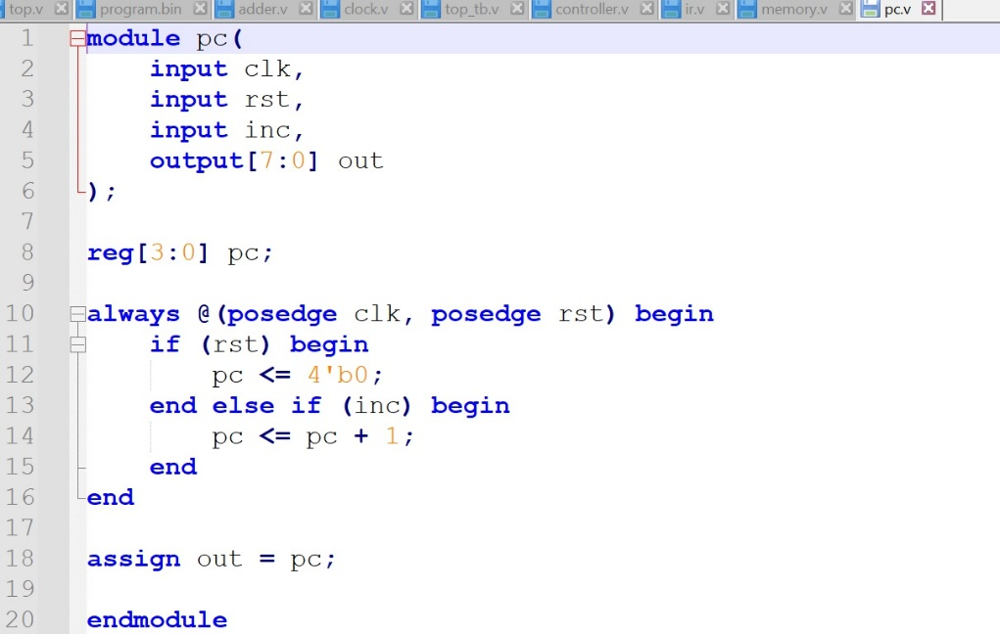 top.v program.bin adder.v clock.v top_tb.v controller.v ir.v memory.v pc.v
1 module pc(
2 input clk,
3 input rst,
4 input inc,
5 output[7:0] out
6 );
7
8 reg[3:0] pc;
9
10 always @(posedge clk, posedge rst) begin
11 if (rst) begin
12 pc <= 4'b0;
13 end else if (inc) begin
14 pc <= pc + 1;
15 end
16 end
17
18 assign out = pc;
19
20 endmodule